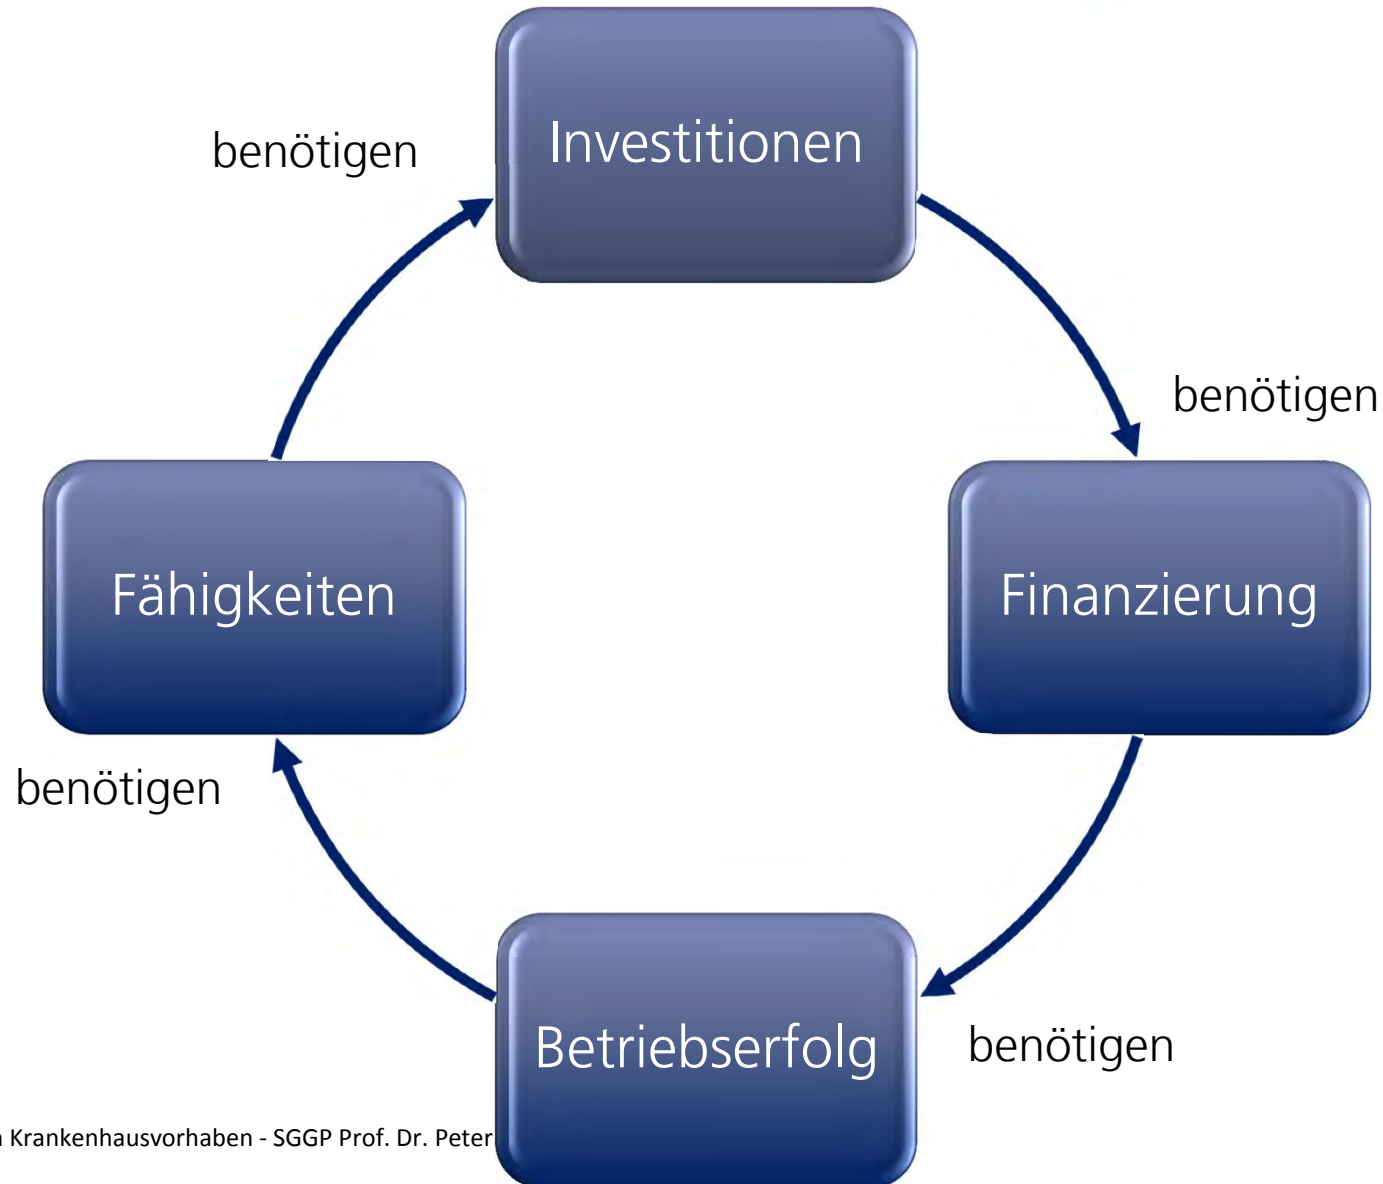 Investitionen
benötigen
benötigen
Fähigkeiten
Finanzierung
benötigen
Betriebserfolg
benötigen
Krankenhausvorhaben - SGGP Prof. Dr. Peter